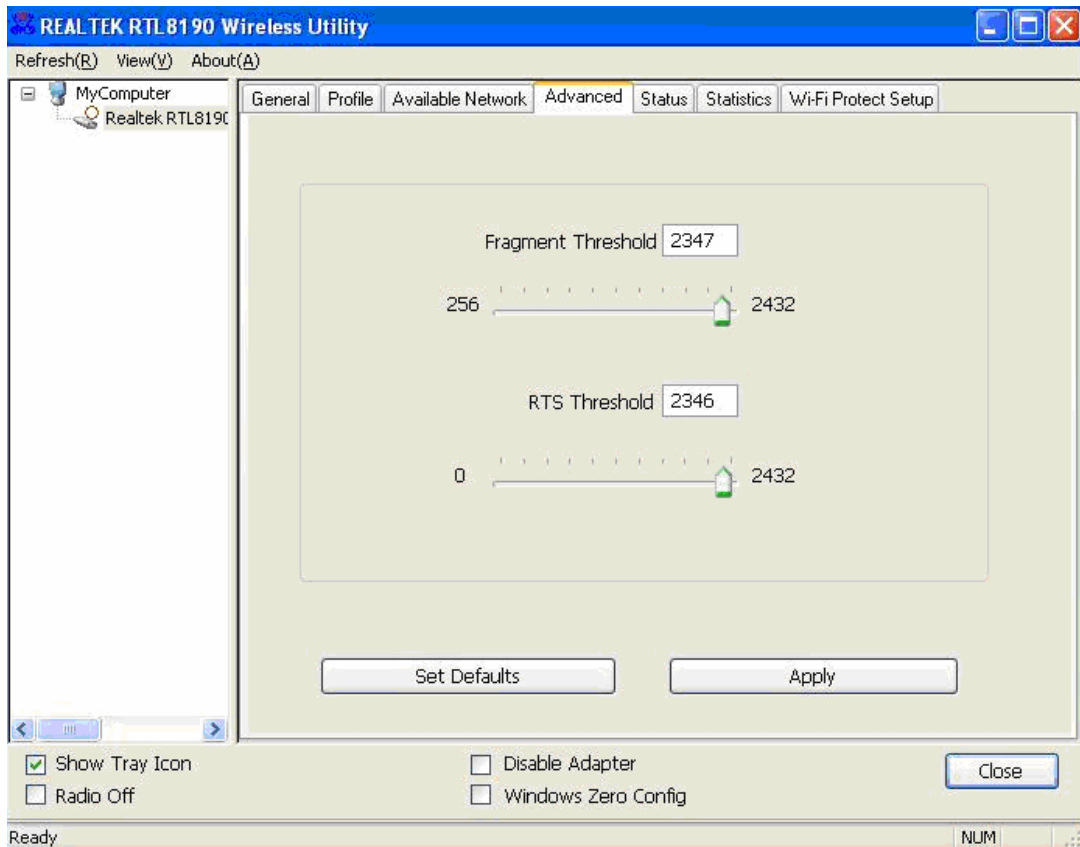 REALTEK RTL8190 Wireless Utility
Refresh(R) View(V) About(A)
MyComputer
Realtek RTL8190
General Profile Available Network Advanced Status Statistics Wi-Fi Protect Setup
Fragment Threshold 2347
256 2432
RTS Threshold 2346
0 2432
Set Defaults Apply
Show Tray Icon Disable Adapter
Radio Off Windows Zero Config
Close
Ready NUM